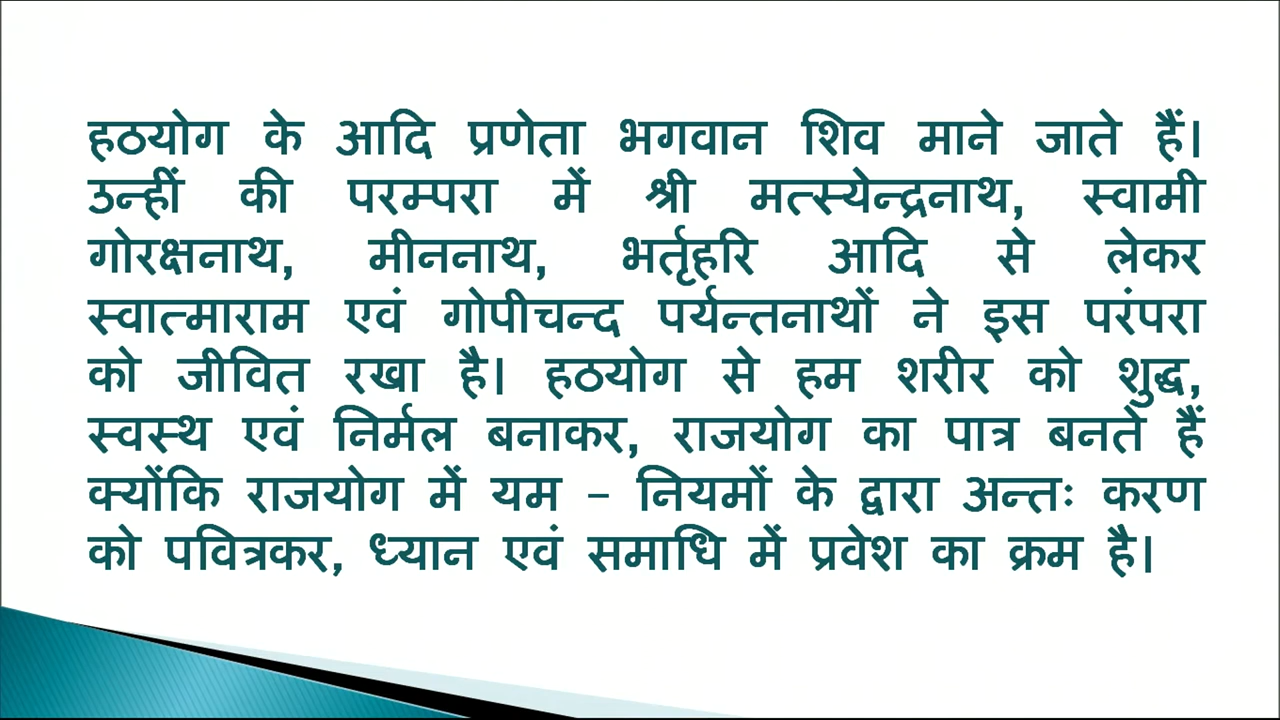 हठयोग के आदि प्रणेता भगवान शिव माने जाते हैं।
उन्हीं की परम्परा में श्री मत्स्येन्द्रनाथ, स्वामी
गोरक्षनाथ, मीननाथ, भर्तृहरि आदि से लेकर
स्वात्माराम एवं गोपीचन्द पर्यन्तनाथों ने इस परंपरा
को जीवित रखा है। हठयोग से हम शरीर को शुद्ध,
स्वस्थ एवं निर्मल बनाकर, राजयोग का पात्र बनते हैं
क्योंकि राजयोग में यम – नियमों के द्वारा अन्तः करण
को पवित्रकर, ध्यान एवं समाधि में प्रवेश का क्रम है।